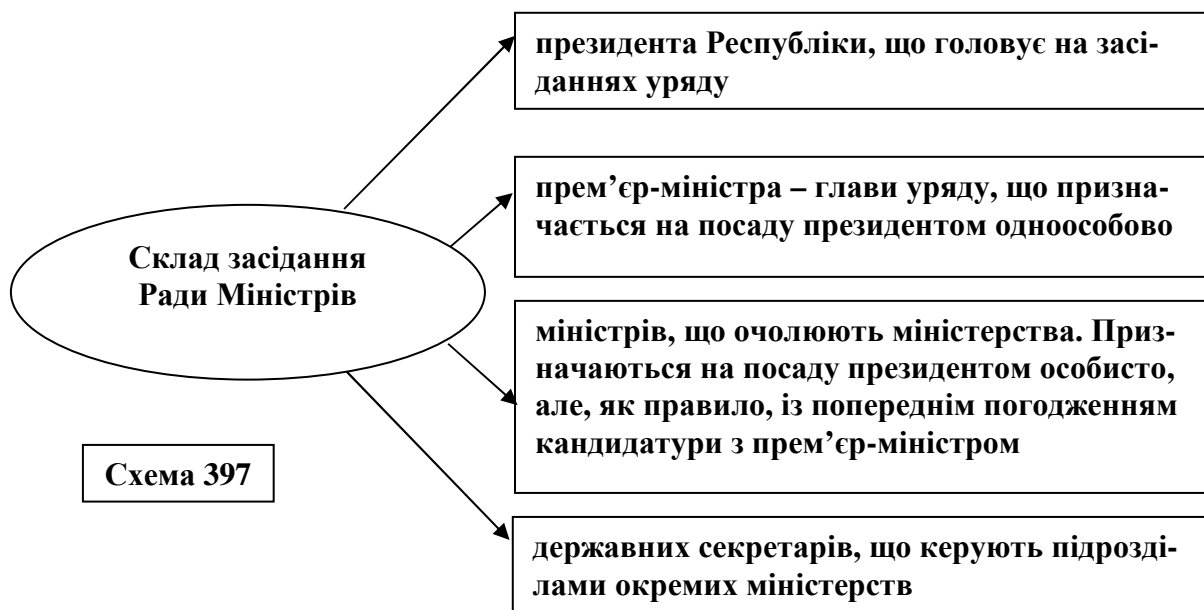 президента Республіки, що головує на засі-
даннях уряду
прем’єр-міністра – глави уряду, що призна-
чається на посаду президентом одноособово
Склад засідання
Ради Міністрів
міністрів, що очолюють міністерства. Приз-
начаються на посаду президентом особисто,
але, як правило, із попереднім погодженням
кандидатури з прем’єр-міністром
Схема 397
державних секретарів, що керують підрозді-
лами окремих міністерств